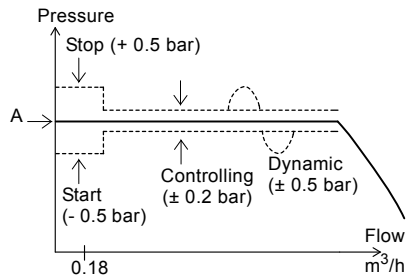 Pressure
Stop (+ 0.5 bar)
A
Start
(- 0.5 bar)
Controlling
(± 0.2 bar)
Dynamic
(± 0.5 bar)
Flow
m³/h
0.18